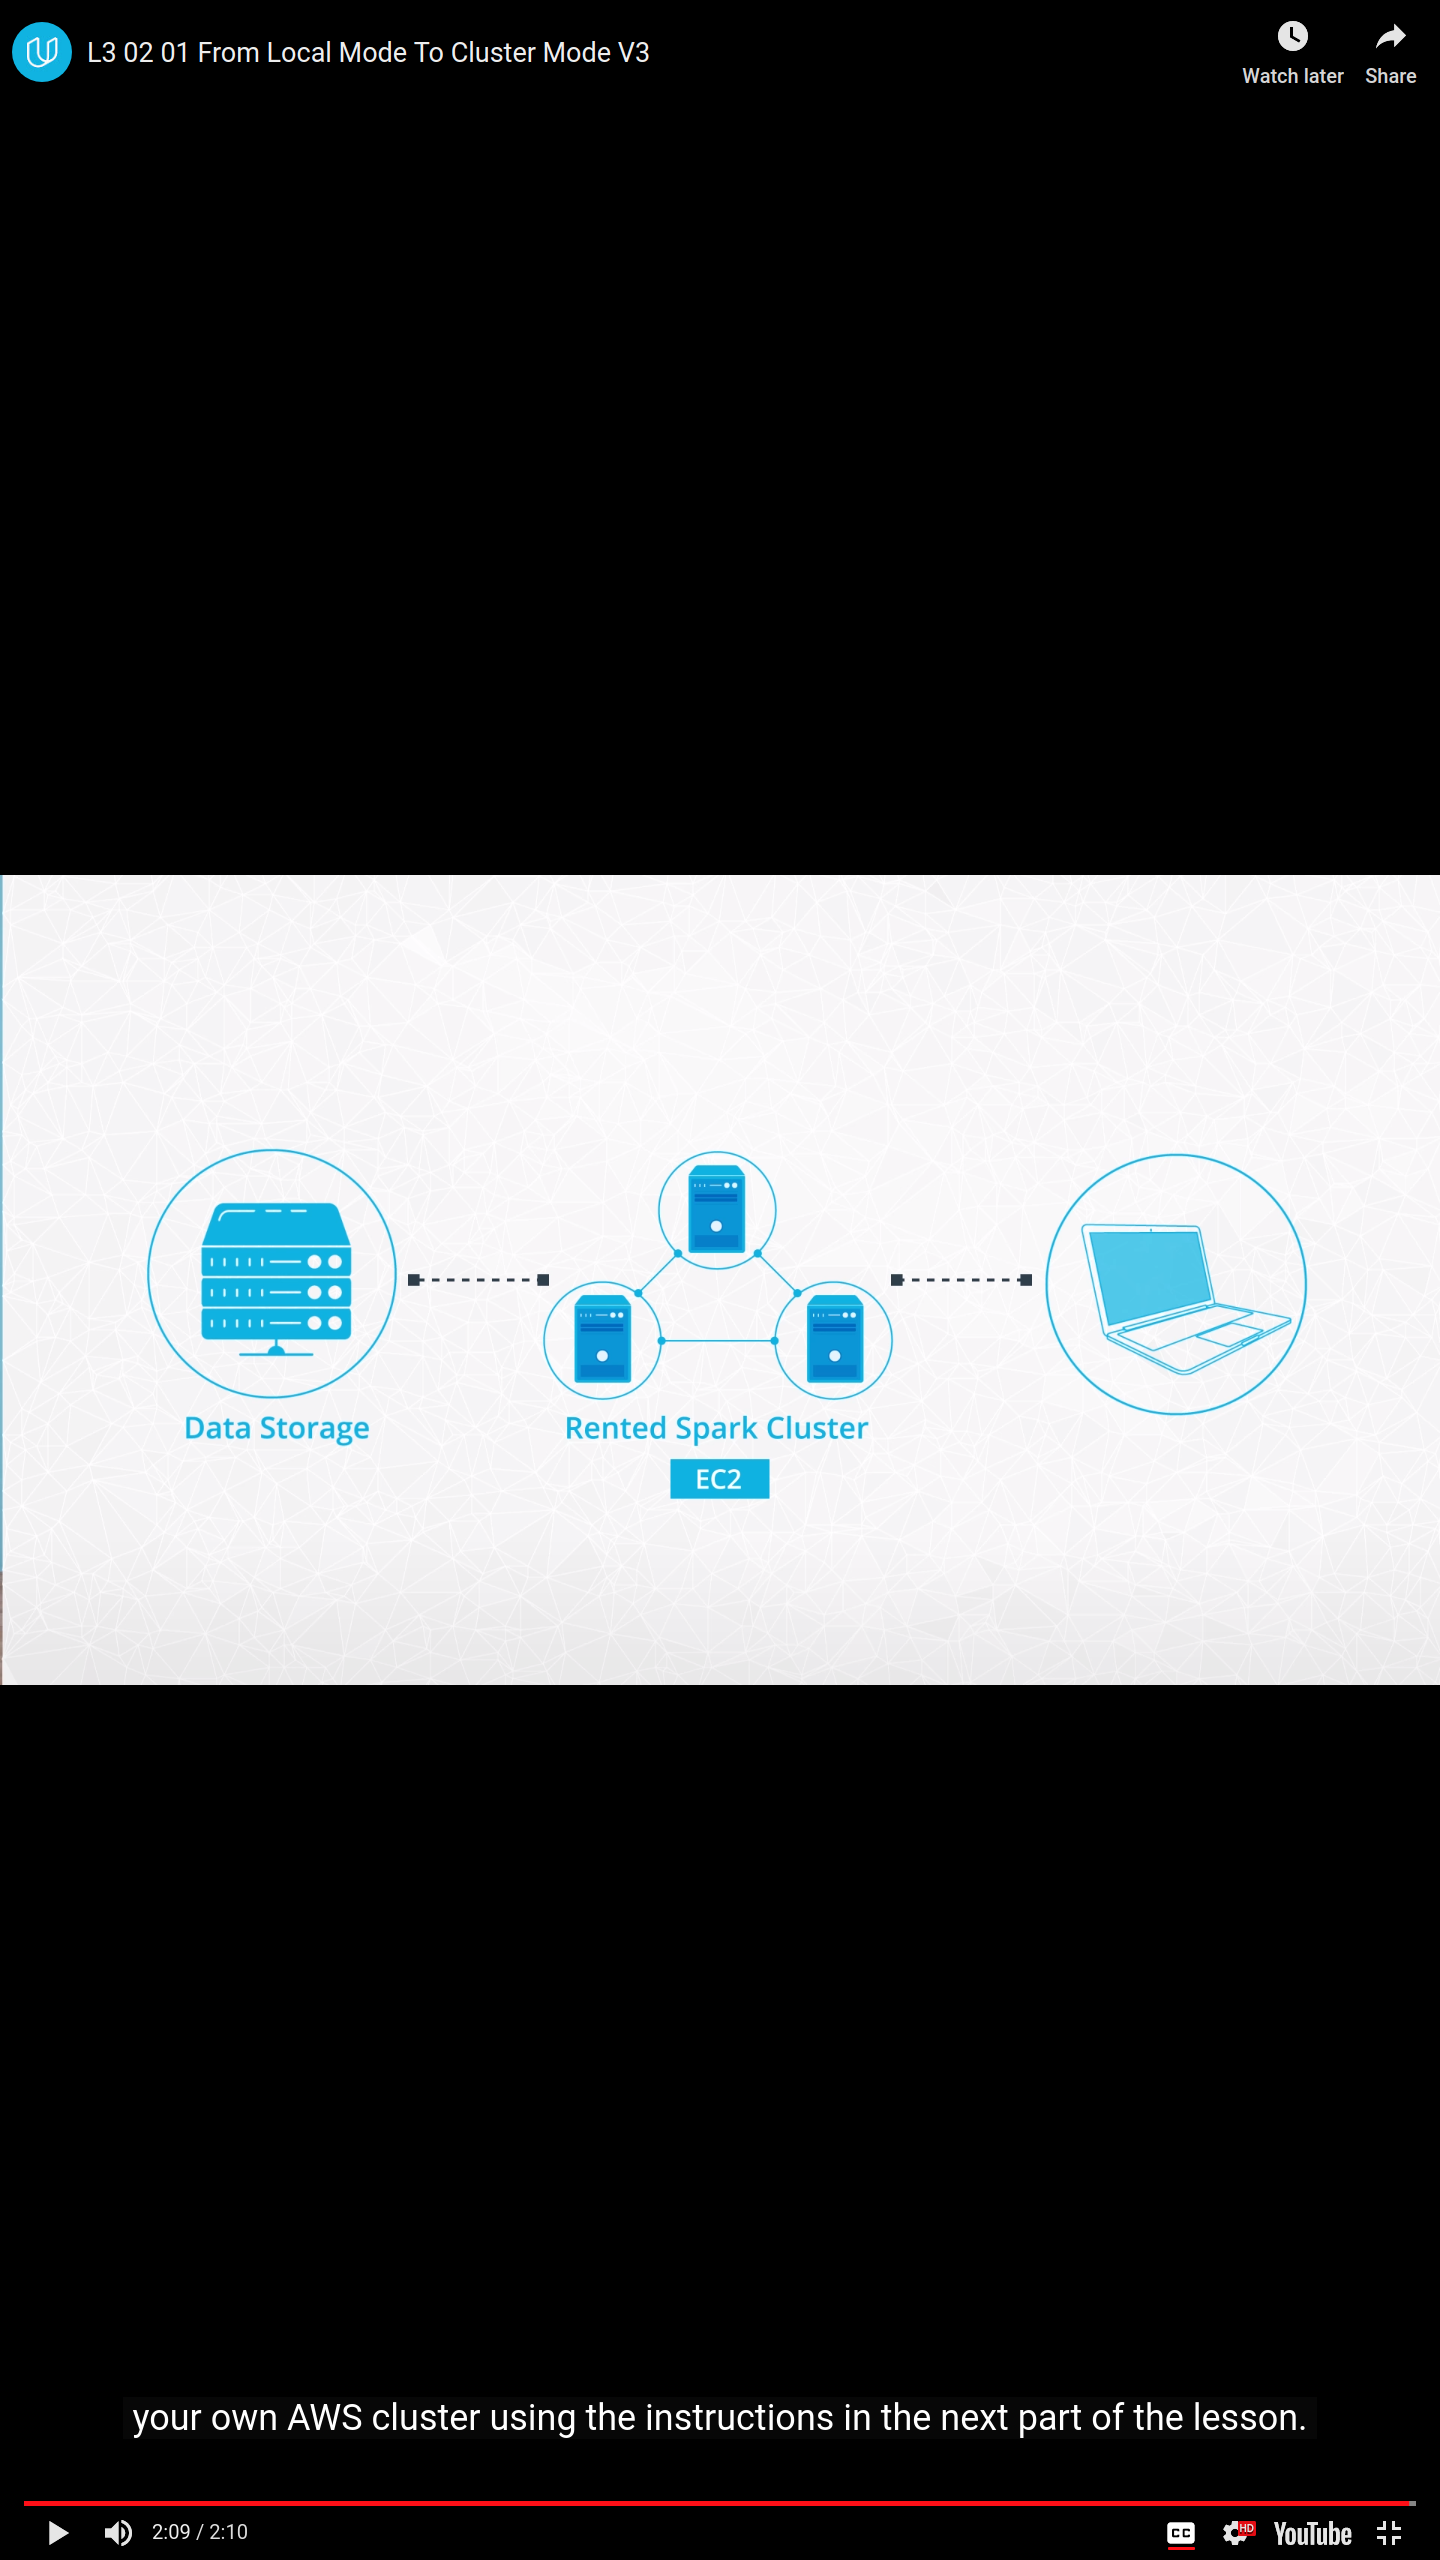 L3 02 01 From Local Mode To Cluster Mode V3
Watch later
Share
Data Storage
Rented Spark Cluster
EC2
your own AWS cluster using the instructions in the next part of the lesson.
2:09 / 2:10
CC
HD
YouTube